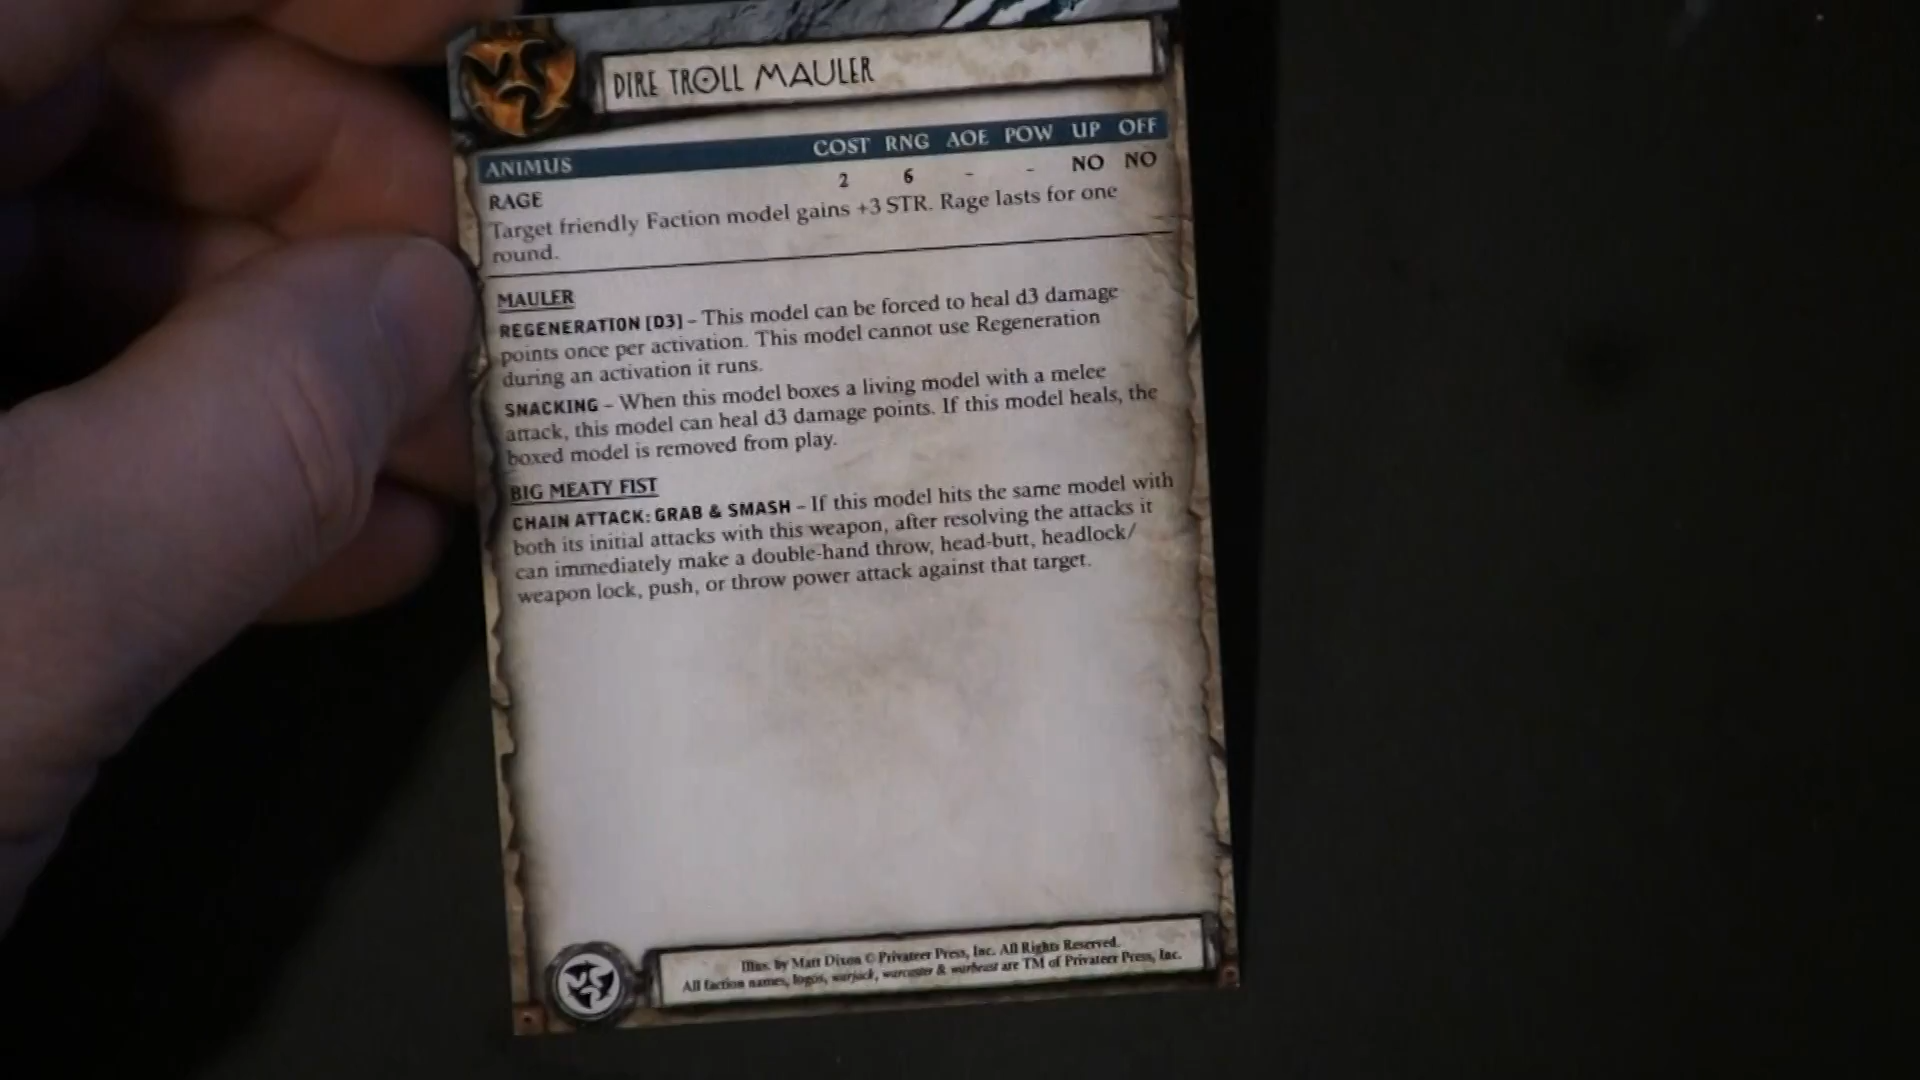 DIRE TROLL MAULER
ANIMUS COST RNG AOE POW UP OFF
RAGE 2 6 - - NO NO
Target friendly Faction model gains +3 STR. Rage lasts for one
round.
MAULER
REGENERATION [D3] – This model can be forced to heal d3 damage
points once per activation. This model cannot use Regeneration
during an activation it runs.
SNACKING – When this model boxes a living model with a melee
attack, this model can heal d3 damage points. If this model heals, the
boxed model is removed from play.
BIG MEATY FIST
CHAIN ATTACK: GRAB & SMASH – If this model hits the same model with
both its initial attacks with this weapon, after resolving the attacks it
can immediately make a double-hand throw, head-butt, headlock/
weapon lock, push, or throw power attack against that target.
Illus. by Matt Dixon © Privateer Press, Inc. All Rights Reserved.
All faction names, logos, warjack, warcaster & warbeast are TM of Privateer Press, Inc.